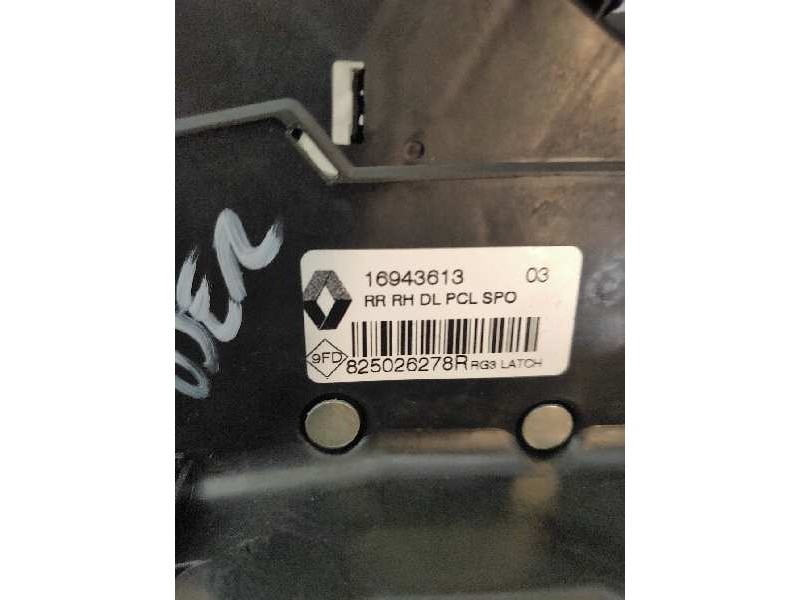 16943613 03
RR RH DL PCL SPO
9FD 825026278R RG3 LATCH